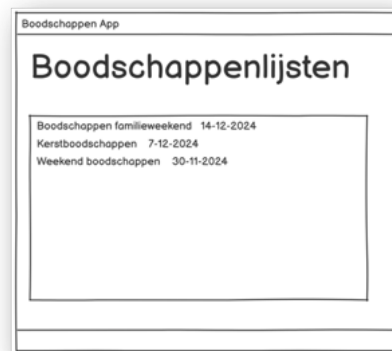 Boodschappen App
Boodschappenlijsten
Boodschappen familieweekend 14-12-2024
Kerstboodschappen 7-12-2024
Weekend boodschappen 30-11-2024